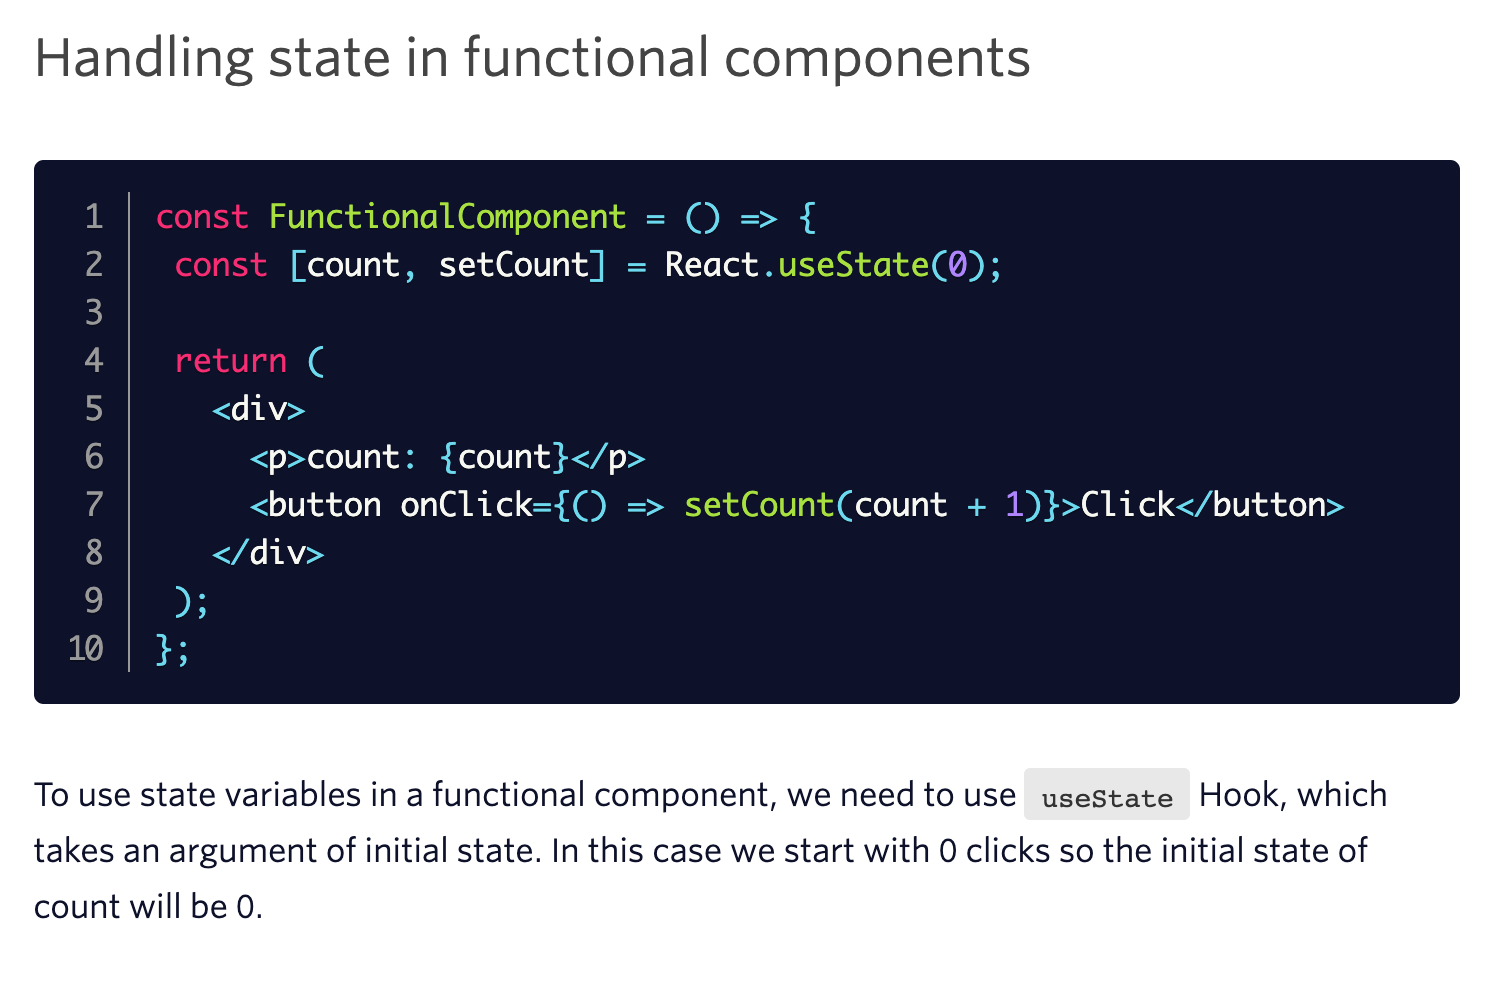 Handling state in functional components
1 const FunctionalComponent = () => {
2  const [count, setCount] = React.useState(0);
3
4  return (
5    <div>
6      <p>count: {count}</p>
7      <button onClick={() => setCount(count + 1)}>Click</button>
8    </div>
9  );
10 };
To use state variables in a functional component, we need to use useState Hook, which
takes an argument of initial state. In this case we start with 0 clicks so the initial state of
count will be 0.